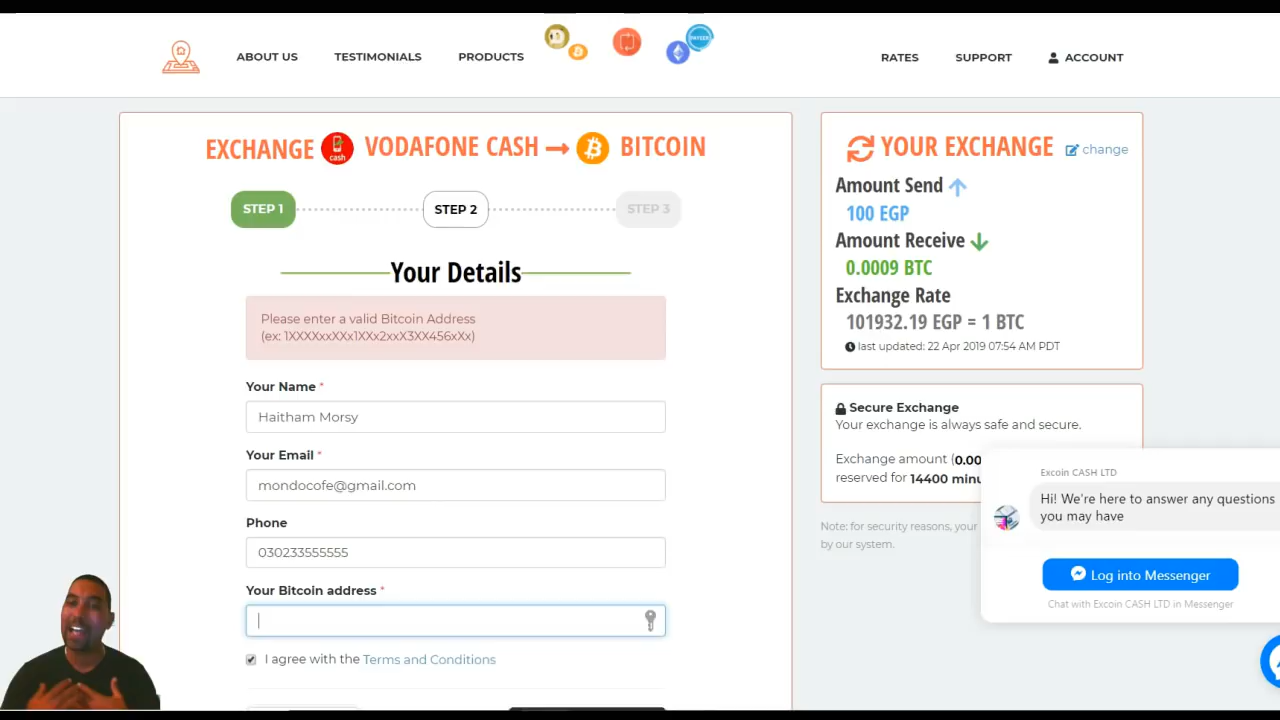 ABOUT US TESTIMONIALS PRODUCTS PAYEER RATES SUPPORT ACCOUNT
EXCHANGE cash VODAFONE CASH BITCOIN
STEP 1 STEP 2 STEP 3
Your Details
Please enter a valid Bitcoin Address
(ex: 1XXXXxxXXx1XXx2xxX3XX456xXx)
Your Name *
Haitham Morsy
Your Email *
mondocofe@gmail.com
Phone
030233555555
Your Bitcoin address *
I agree with the Terms and Conditions
YOUR EXCHANGE change
Amount Send
100 EGP
Amount Receive
0.0009 BTC
Exchange Rate
101932.19 EGP = 1 BTC
last updated: 22 Apr 2019 07:54 AM PDT
Secure Exchange
Your exchange is always safe and secure.
Exchange amount (0.00
reserved for 14400 minu
Note: for security reasons, your
by our system.
Excoin CASH LTD
Hi! We're here to answer any questions
you may have
Log into Messenger
Chat with Excoin CASH LTD in Messenger